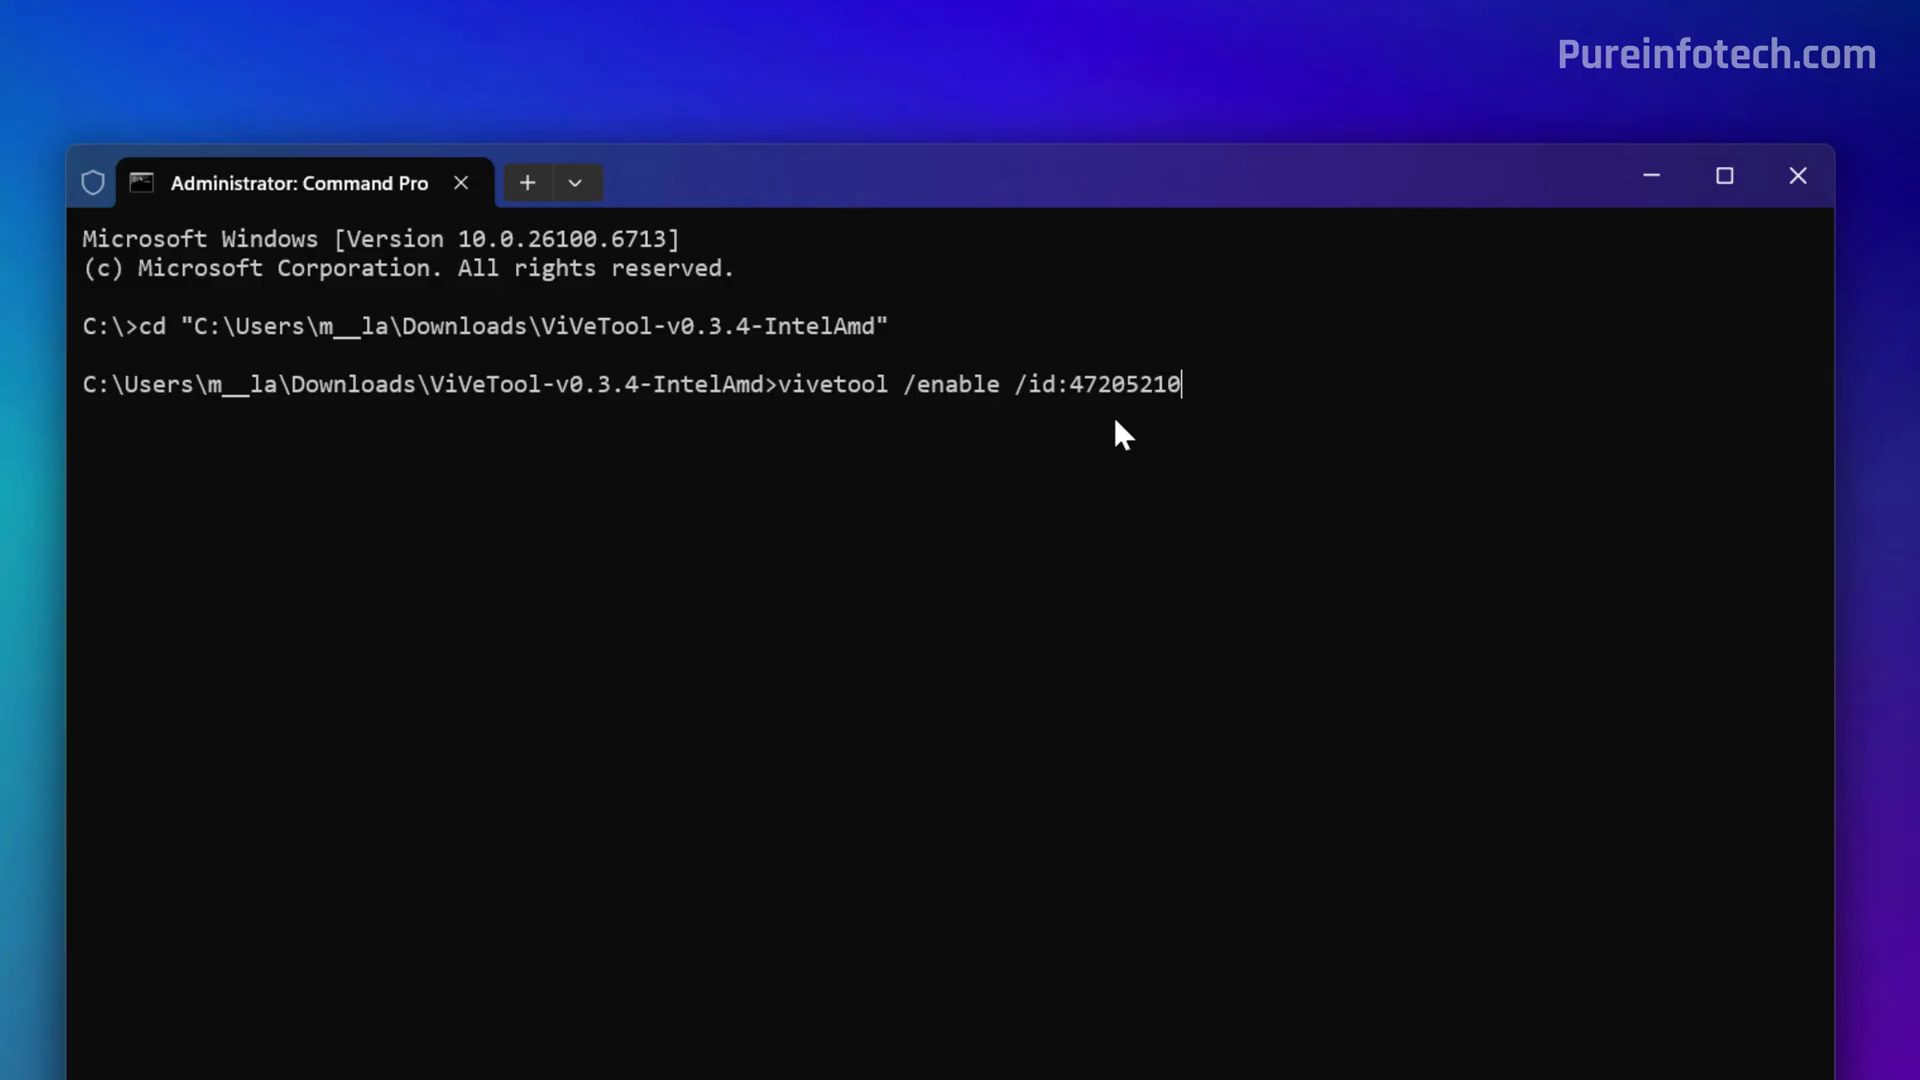 Pureinfotech.com
Administrator: Command Pro
Microsoft Windows [Version 10.0.26100.6713]
(c) Microsoft Corporation. All rights reserved.
C:\>cd "C:\Users\m__la\Downloads\ViVeTool-v0.3.4-IntelAmd"
C:\Users\m__la\Downloads\ViVeTool-v0.3.4-IntelAmd>vivetool /enable /id:47205210